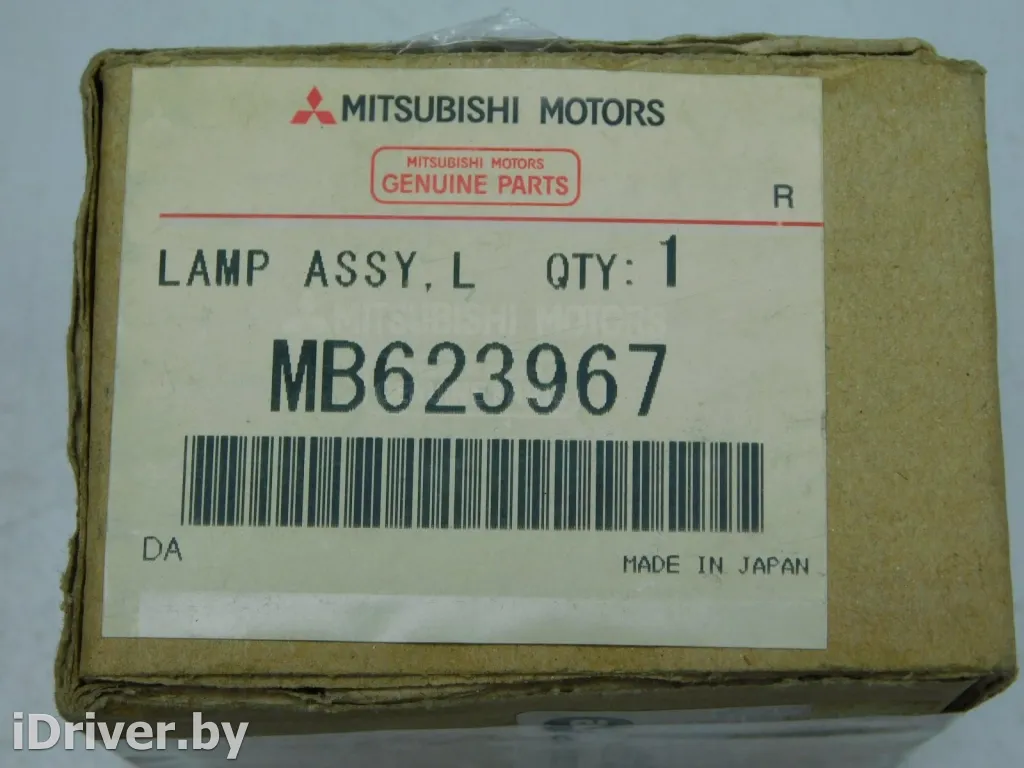 MITSUBISHI MOTORS
MITSUBISHI MOTORS
GENUINE PARTS
R
LAMP ASSY,L QTY: 1
MITSUBISHI MOTORS
MB623967
DA
MADE IN JAPAN
iDriver.by